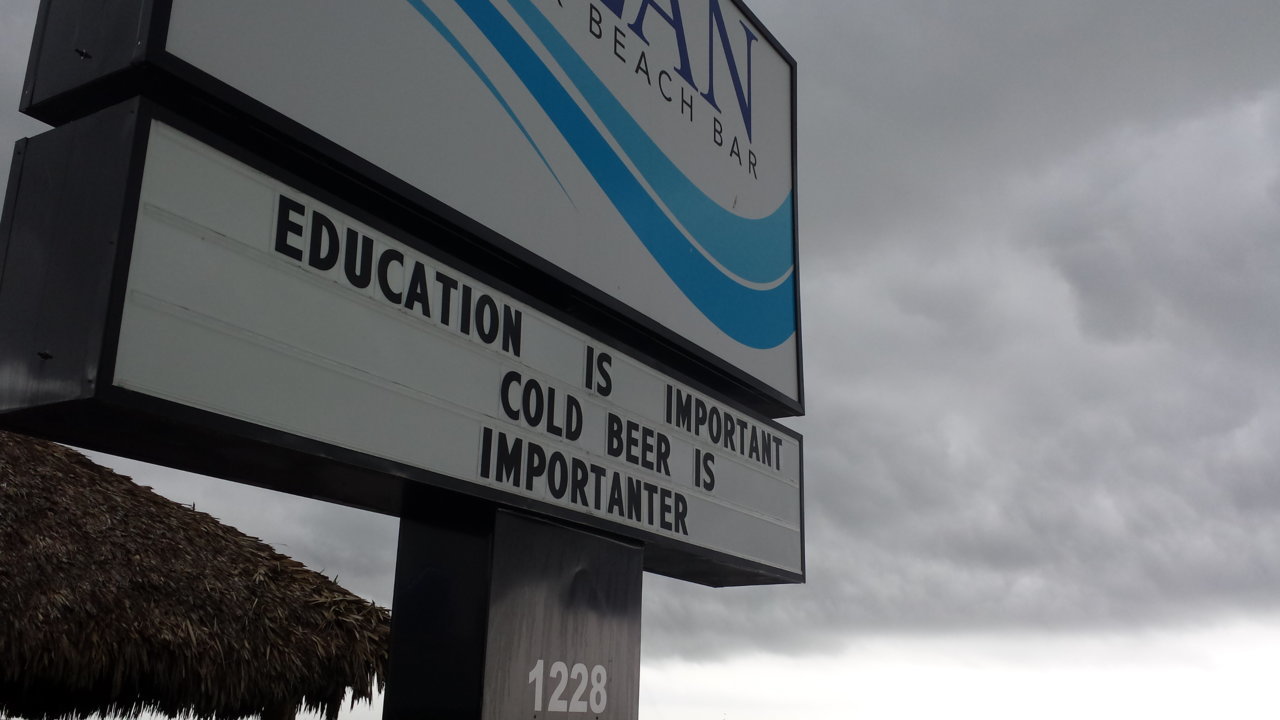 BEACH BAR
EDUCATION IS IMPORTANT
COLD BEER IS
IMPORTANTER
1228